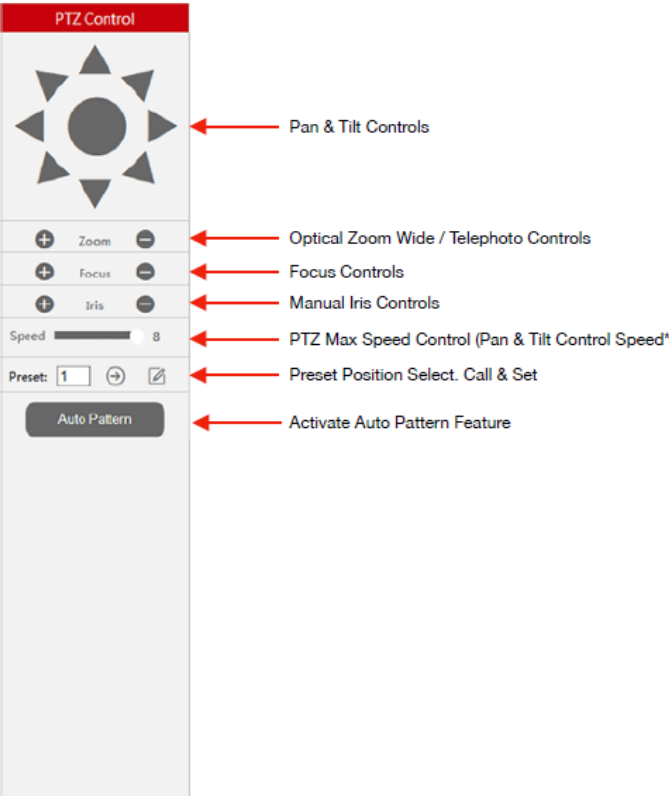 PTZ Control
Pan & Tilt Controls
Zoom Optical Zoom Wide / Telephoto Controls
Focus Focus Controls
Iris Manual Iris Controls
Speed 8 PTZ Max Speed Control (Pan & Tilt Control Speed*
Preset: 1 Preset Position Select. Call & Set
Auto Pattern Activate Auto Pattern Feature